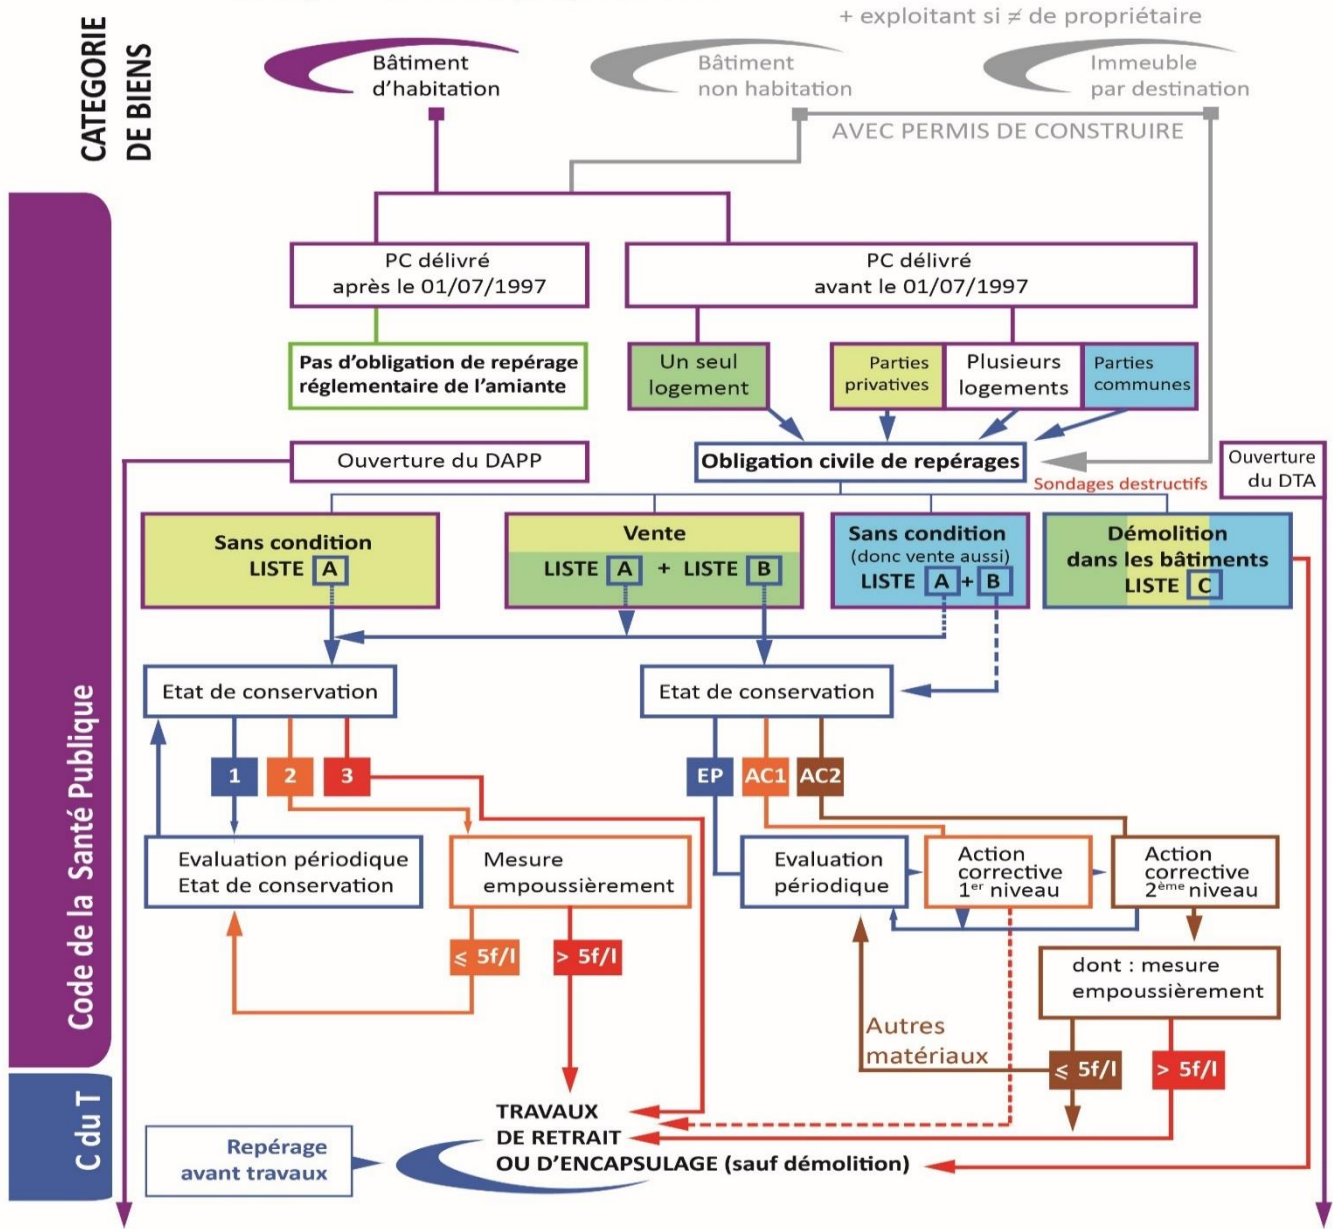 CATEGORIE
DE BIENS
+ exploitant si ≠ de propriétaire
Bâtiment
d'habitation
Bâtiment
non habitation
Immeuble
par destination
AVEC PERMIS DE CONSTRUIRE
Code de la Santé Publique
C du T
PC délivré
après le 01/07/1997
PC délivré
avant le 01/07/1997
Pas d'obligation de repérage
réglementaire de l'amiante
Un seul
logement
Parties
privatives
Plusieurs
logements
Parties
communes
Ouverture du DAPP
Obligation civile de repérages
Sondages destructifs
Ouverture
du DTA
Sans condition
LISTE A
Vente
LISTE A + LISTE B
Sans condition
(donc vente aussi)
LISTE A + B
Démolition
dans les bâtiments
LISTE C
Etat de conservation
Etat de conservation
1
2
3
EP
AC1
AC2
Evaluation périodique
Etat de conservation
Mesure
empoussièrement
Evaluation
périodique
Action
corrective
1er niveau
Action
corrective
2ème niveau
⩽ 5f/l
> 5f/l
dont : mesure
empoussièrement
Autres
matériaux
⩽ 5f/l
> 5f/l
TRAVAUX
DE RETRAIT
OU D'ENCAPSULAGE (sauf démolition)
Repérage
avant travaux